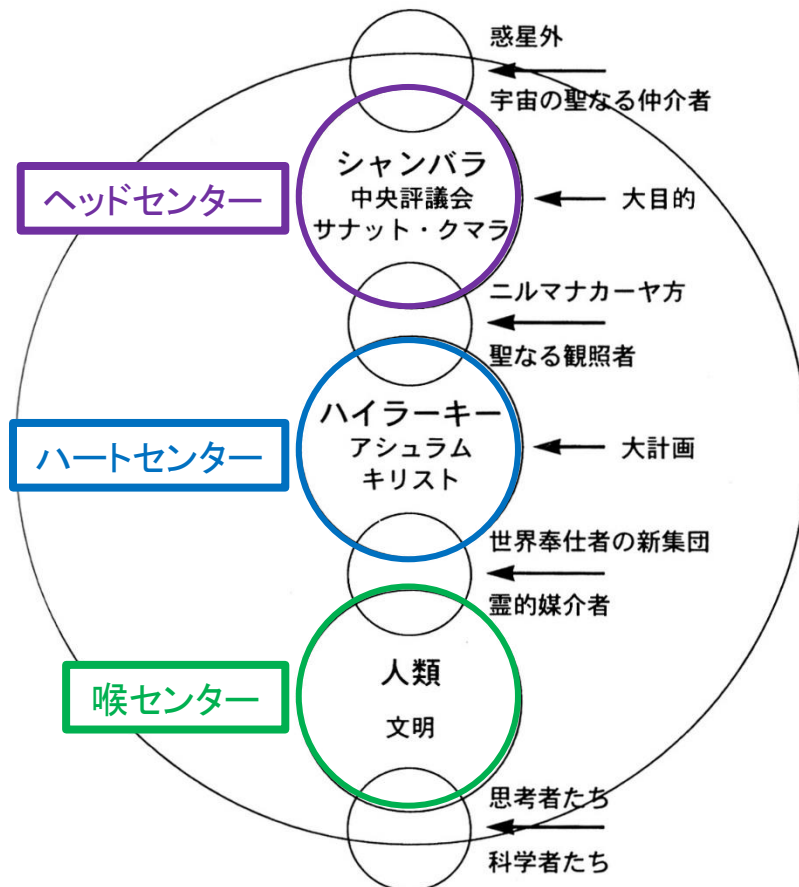 惑星外
宇宙の聖なる仲介者
シャンバラ
中央評議会
サナット・クマラ
ヘッドセンター
大目的
ニルマナカーヤ方
聖なる観照者
ハイラーキー
アシュラム
キリスト
ハートセンター
大計画
世界奉仕者の新集団
霊的媒介者
人類
文明
喉センター
思考者たち
科学者たち